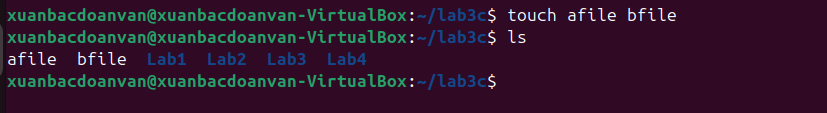 xuanbacdoanvan@xuanbacdoanvan-VirtualBox:~/lab3c$ touch afile bfile
xuanbacdoanvan@xuanbacdoanvan-VirtualBox:~/lab3c$ ls
afile  bfile  Lab1  Lab2  Lab3  Lab4
xuanbacdoanvan@xuanbacdoanvan-VirtualBox:~/lab3c$